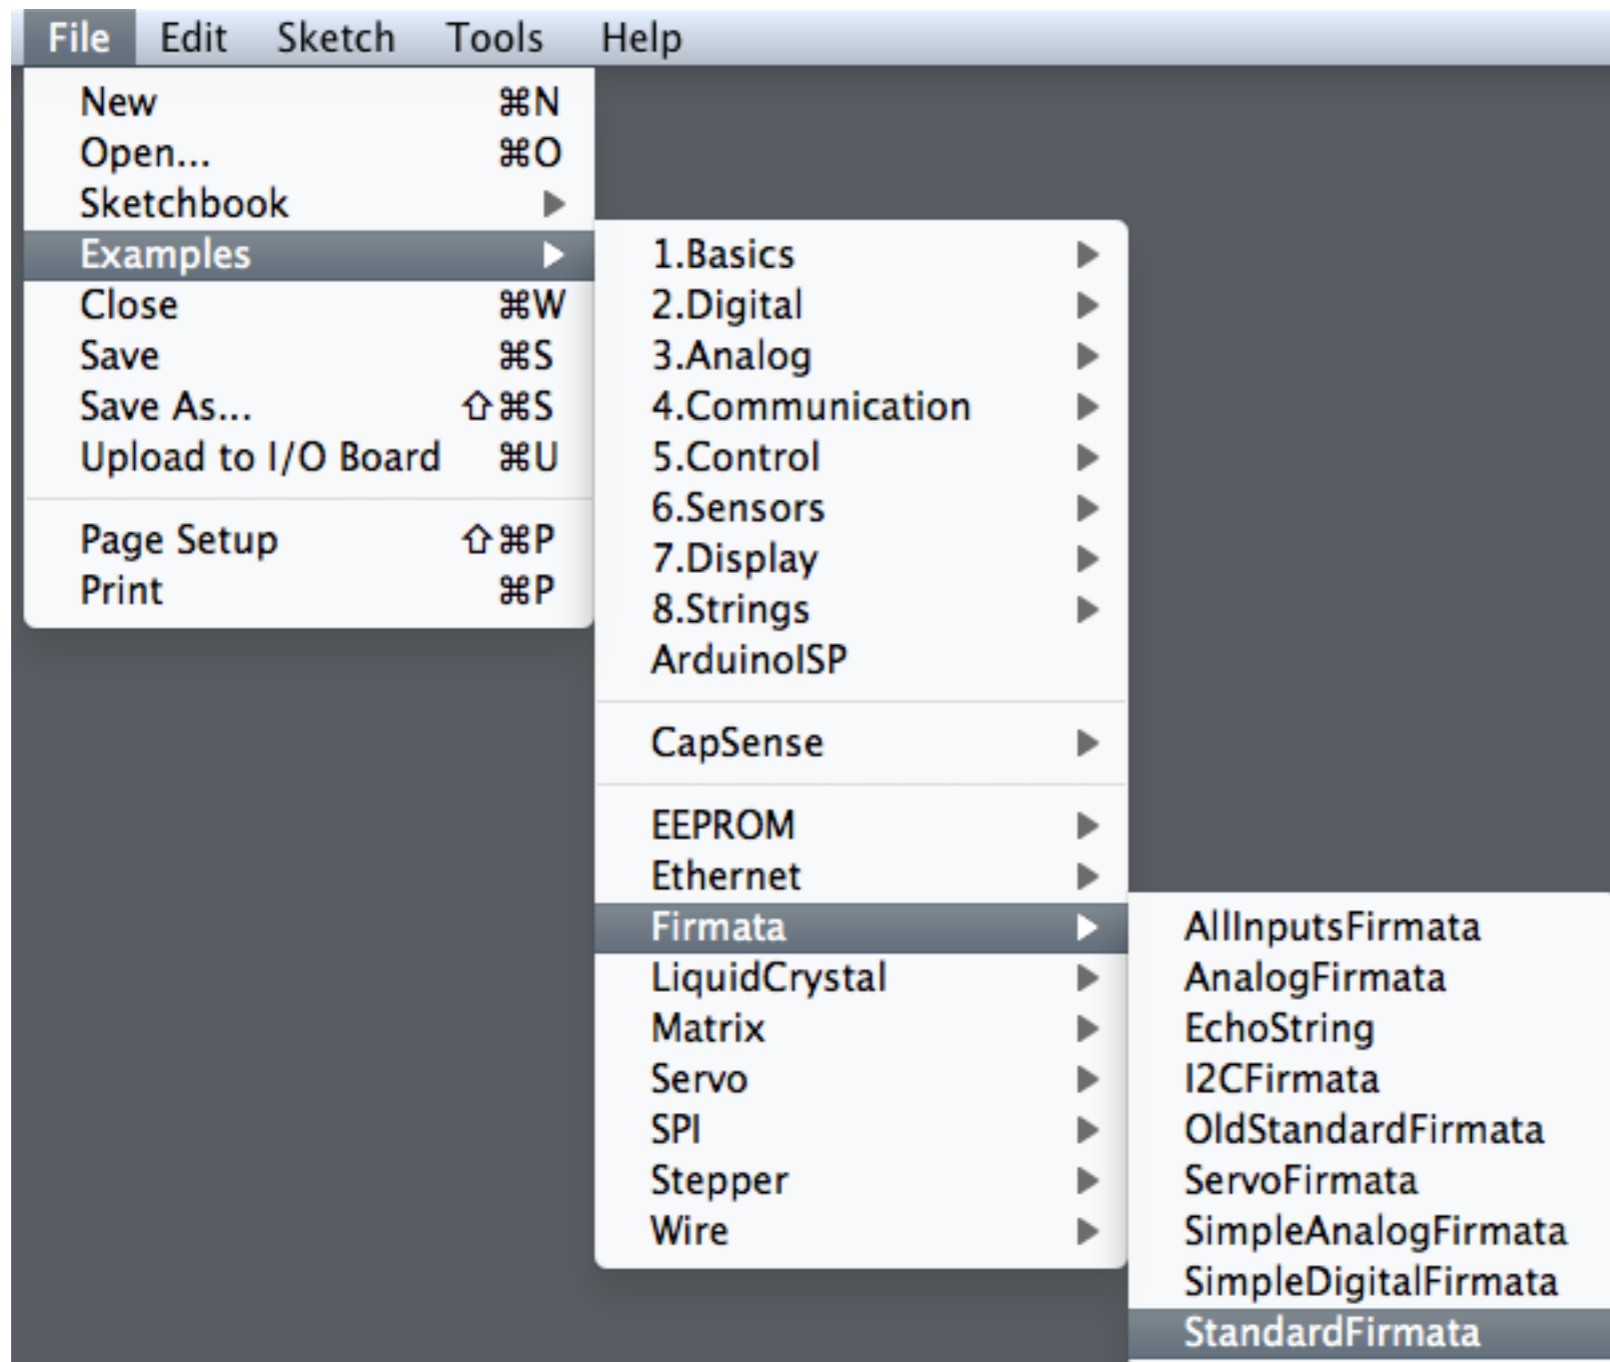 File Edit Sketch Tools Help
New ⌘N
Open... ⌘O
Sketchbook
Examples
Close ⌘W
Save ⌘S
Save As... ⇧⌘S
Upload to I/O Board ⌘U
Page Setup ⇧⌘P
Print ⌘P
1.Basics
2.Digital
3.Analog
4.Communication
5.Control
6.Sensors
7.Display
8.Strings
ArduinoISP
CapSense
EEPROM
Ethernet
Firmata
LiquidCrystal
Matrix
Servo
SPI
Stepper
Wire
AllInputsFirmata
AnalogFirmata
EchoString
I2CFirmata
OldStandardFirmata
ServoFirmata
SimpleAnalogFirmata
SimpleDigitalFirmata
StandardFirmata